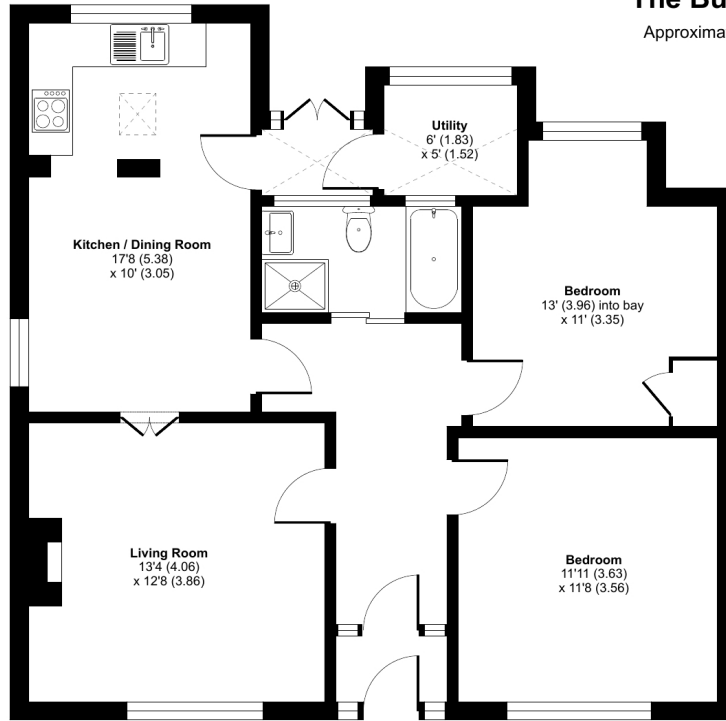 The Bu
Approxima
Utility
6' (1.83)
x 5' (1.52)
Kitchen / Dining Room
17'8 (5.38)
x 10' (3.05)
Bedroom
13' (3.96) into bay
x 11' (3.35)
Living Room
13'4 (4.06)
x 12'8 (3.86)
Bedroom
11'11 (3.63)
x 11'8 (3.56)